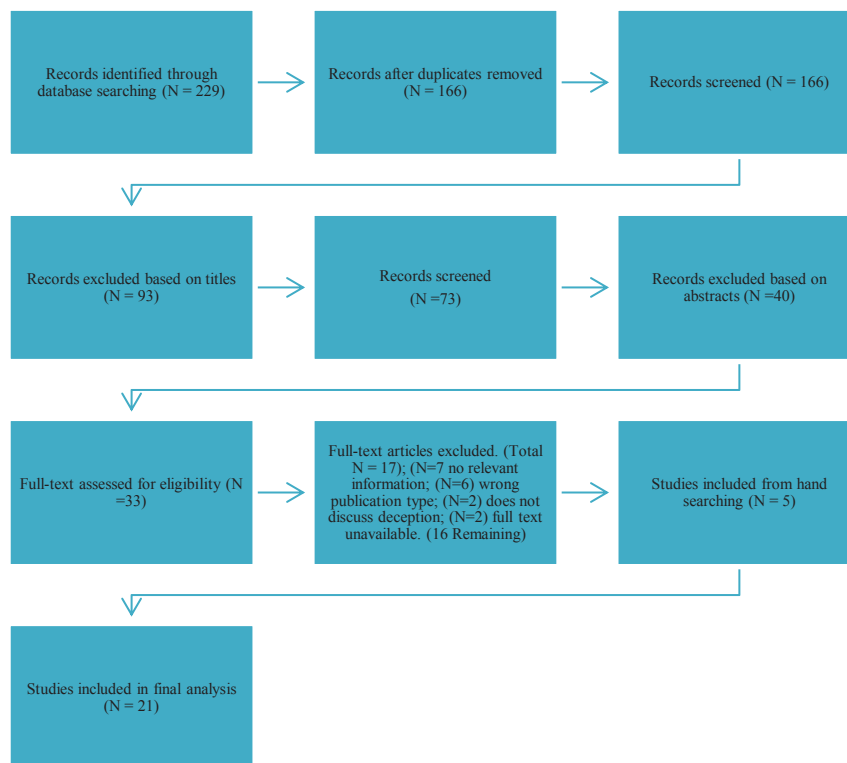 Records identified through
database searching (N = 229)
Records after duplicates removed
(N = 166)
Records screened (N = 166)
Records excluded based on titles
(N = 93)
Records screened
(N =73)
Records excluded based on
abstracts (N =40)
Full-text assessed for eligibility (N
=33)
Full-text articles excluded. (Total
N = 17); (N=7 no relevant
information; (N=6) wrong
publication type; (N=2) does not
discuss deception; (N=2) full text
unavailable. (16 Remaining)
Studies included from hand
searching (N = 5)
Studies included in final analysis
(N = 21)